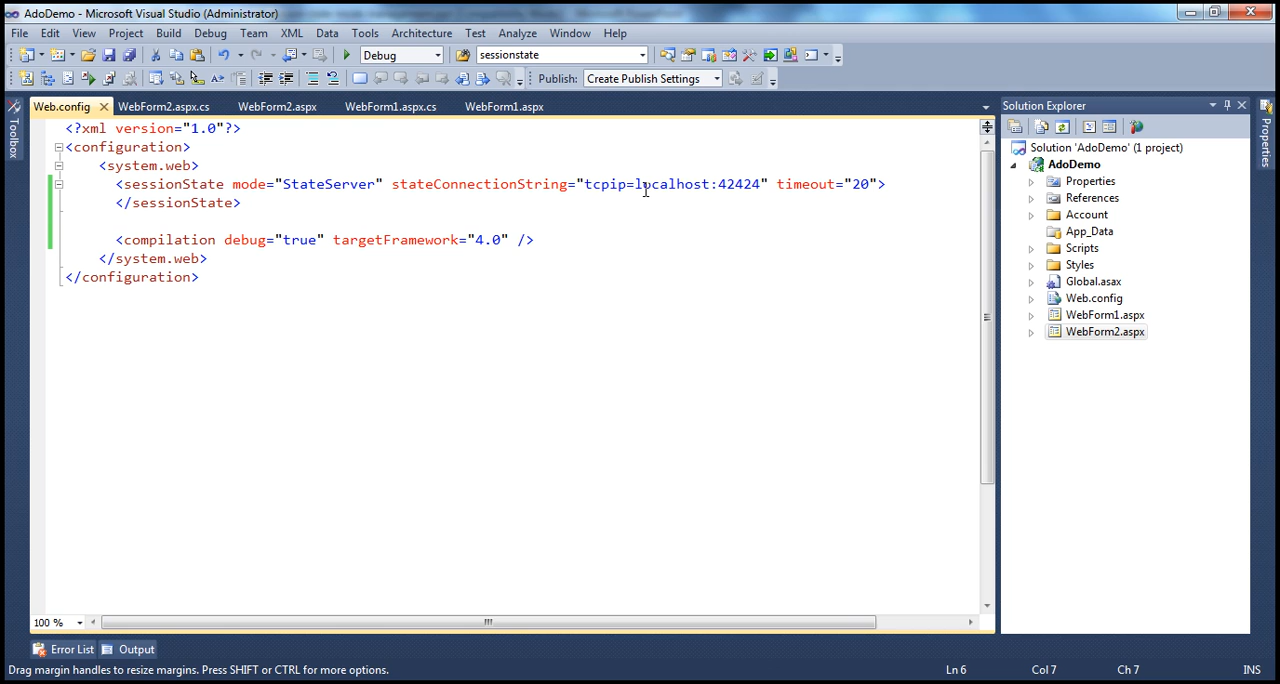 AdoDemo - Microsoft Visual Studio (Administrator)
File Edit View Project Build Debug Team XML Data Tools Architecture Test Analyze Window Help
Debug sessionstate
Publish: Create Publish Settings
Web.config WebForm2.aspx.cs WebForm2.aspx WebForm1.aspx.cs WebForm1.aspx
Toolbox
<?xml version="1.0"?>
<configuration>
<system.web>
<sessionState mode="StateServer" stateConnectionString="tcpip=localhost:42424" timeout="20">
</sessionState>
<compilation debug="true" targetFramework="4.0" />
</system.web>
</configuration>
100 %
Solution Explorer
Solution 'AdoDemo' (1 project)
AdoDemo
Properties
References
Account
App_Data
Scripts
Styles
Global.asax
Web.config
WebForm1.aspx
WebForm2.aspx
Properties
Error List Output
Drag margin handles to resize margins. Press SHIFT or CTRL for more options. Ln 6 Col 7 Ch 7 INS